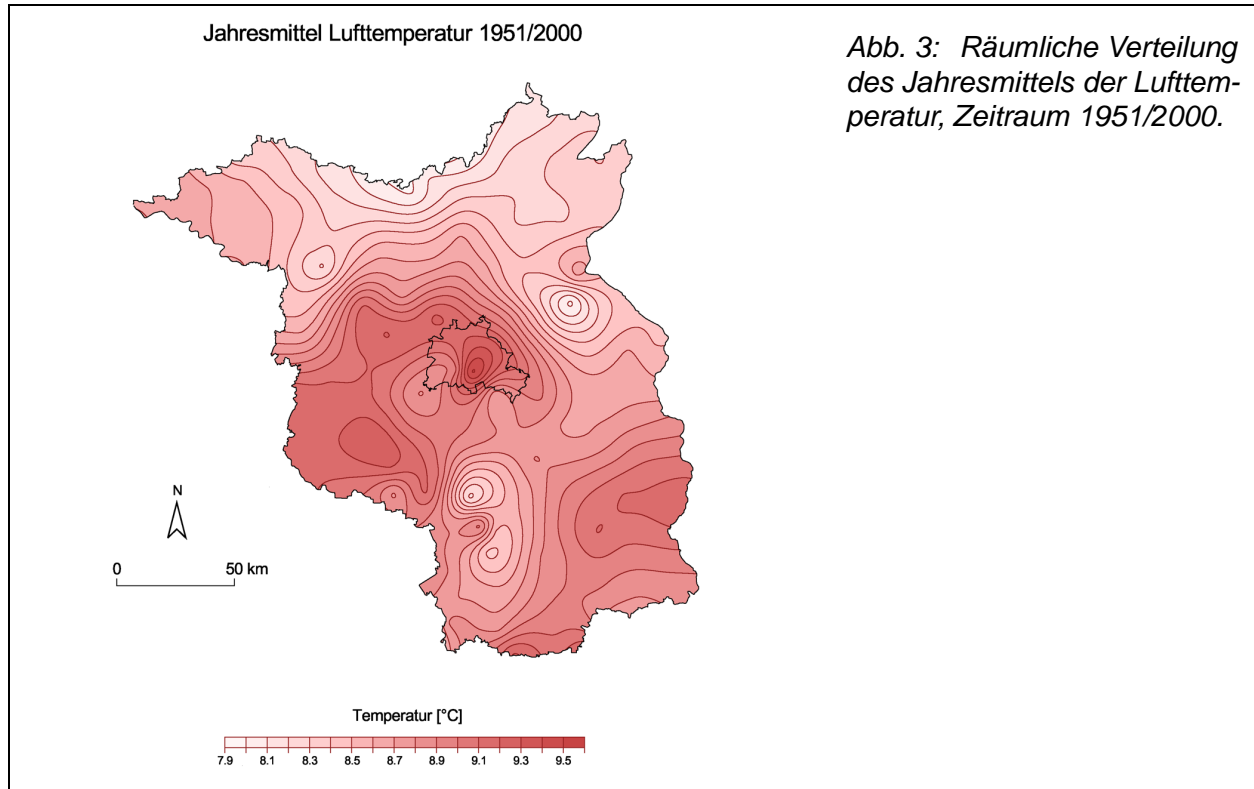 Jahresmittel Lufttemperatur 1951/2000
Abb. 3: Räumliche Verteilung
des Jahresmittels der Lufttem-
peratur, Zeitraum 1951/2000.
N
0 50 km
Temperatur [°C]
7.9 8.1 8.3 8.5 8.7 8.9 9.1 9.3 9.5